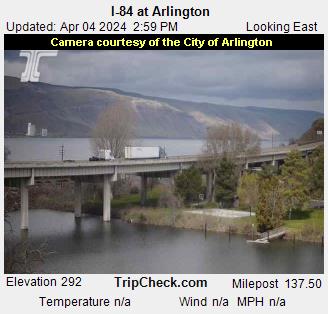 I-84 at Arlington
Updated: Apr 04 2024 2:59 PM Looking East
Camera courtesy of the City of Arlington
Elevation 292 TripCheck.com Milepost 137.50
Temperature n/a Wind n/a MPH n/a